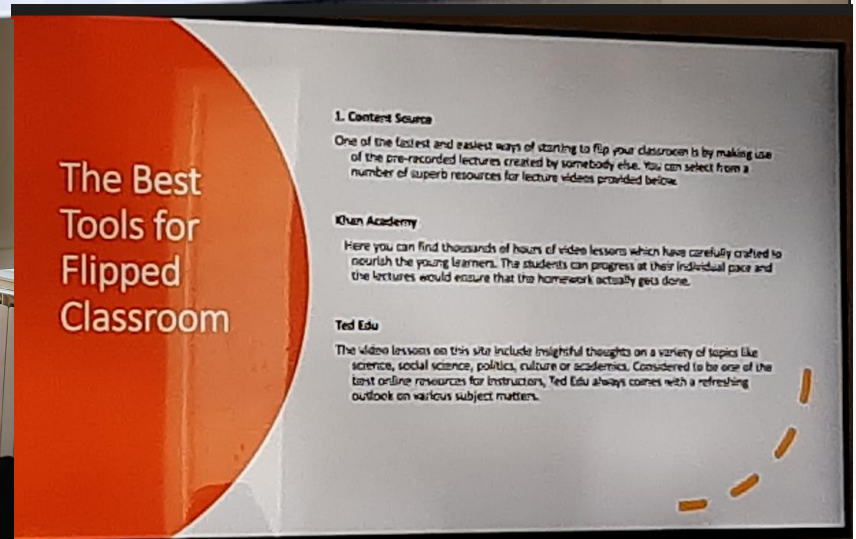 The Best
Tools for
Flipped
Classroom
1. Content Source
One of the fastest and easiest ways of starting to flip your classroom is by making use
of the pre-recorded lectures created by somebody else. You can select from a
number of superb resources for lecture videos provided below.
Khan Academy
Here you can find thousands of hours of video lessons which have carefully crafted to
nourish the young learners. The students can progress at their individual pace and
the lectures would ensure that the homework actually gets done.
Ted Edu
The video lessons on this site include insightful thoughts on a variety of topics like
science, social science, politics, culture or academics. Considered to be one of the
best online resources for instructors, Ted Edu always comes with a refreshing
outlook on various subject matters.